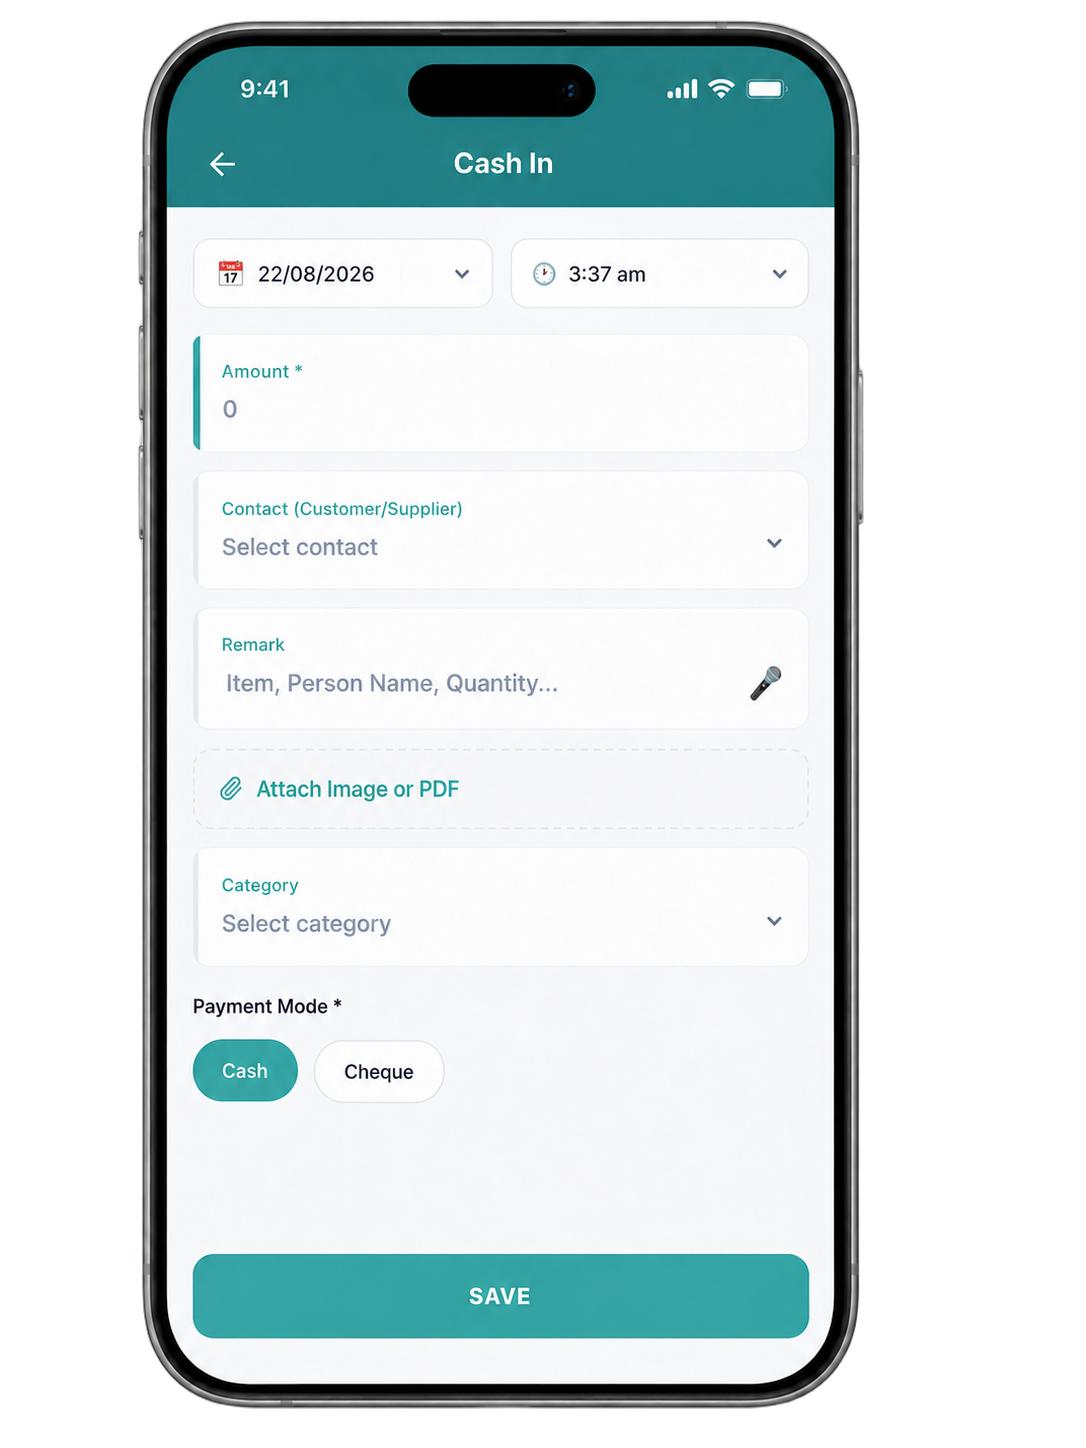 9:41
Cash In
17
22/08/2026
3:37 am
Amount *
0
Contact (Customer/Supplier)
Select contact
Remark
Item, Person Name, Quantity...
Attach Image or PDF
Category
Select category
Payment Mode *
Cash
Cheque
SAVE